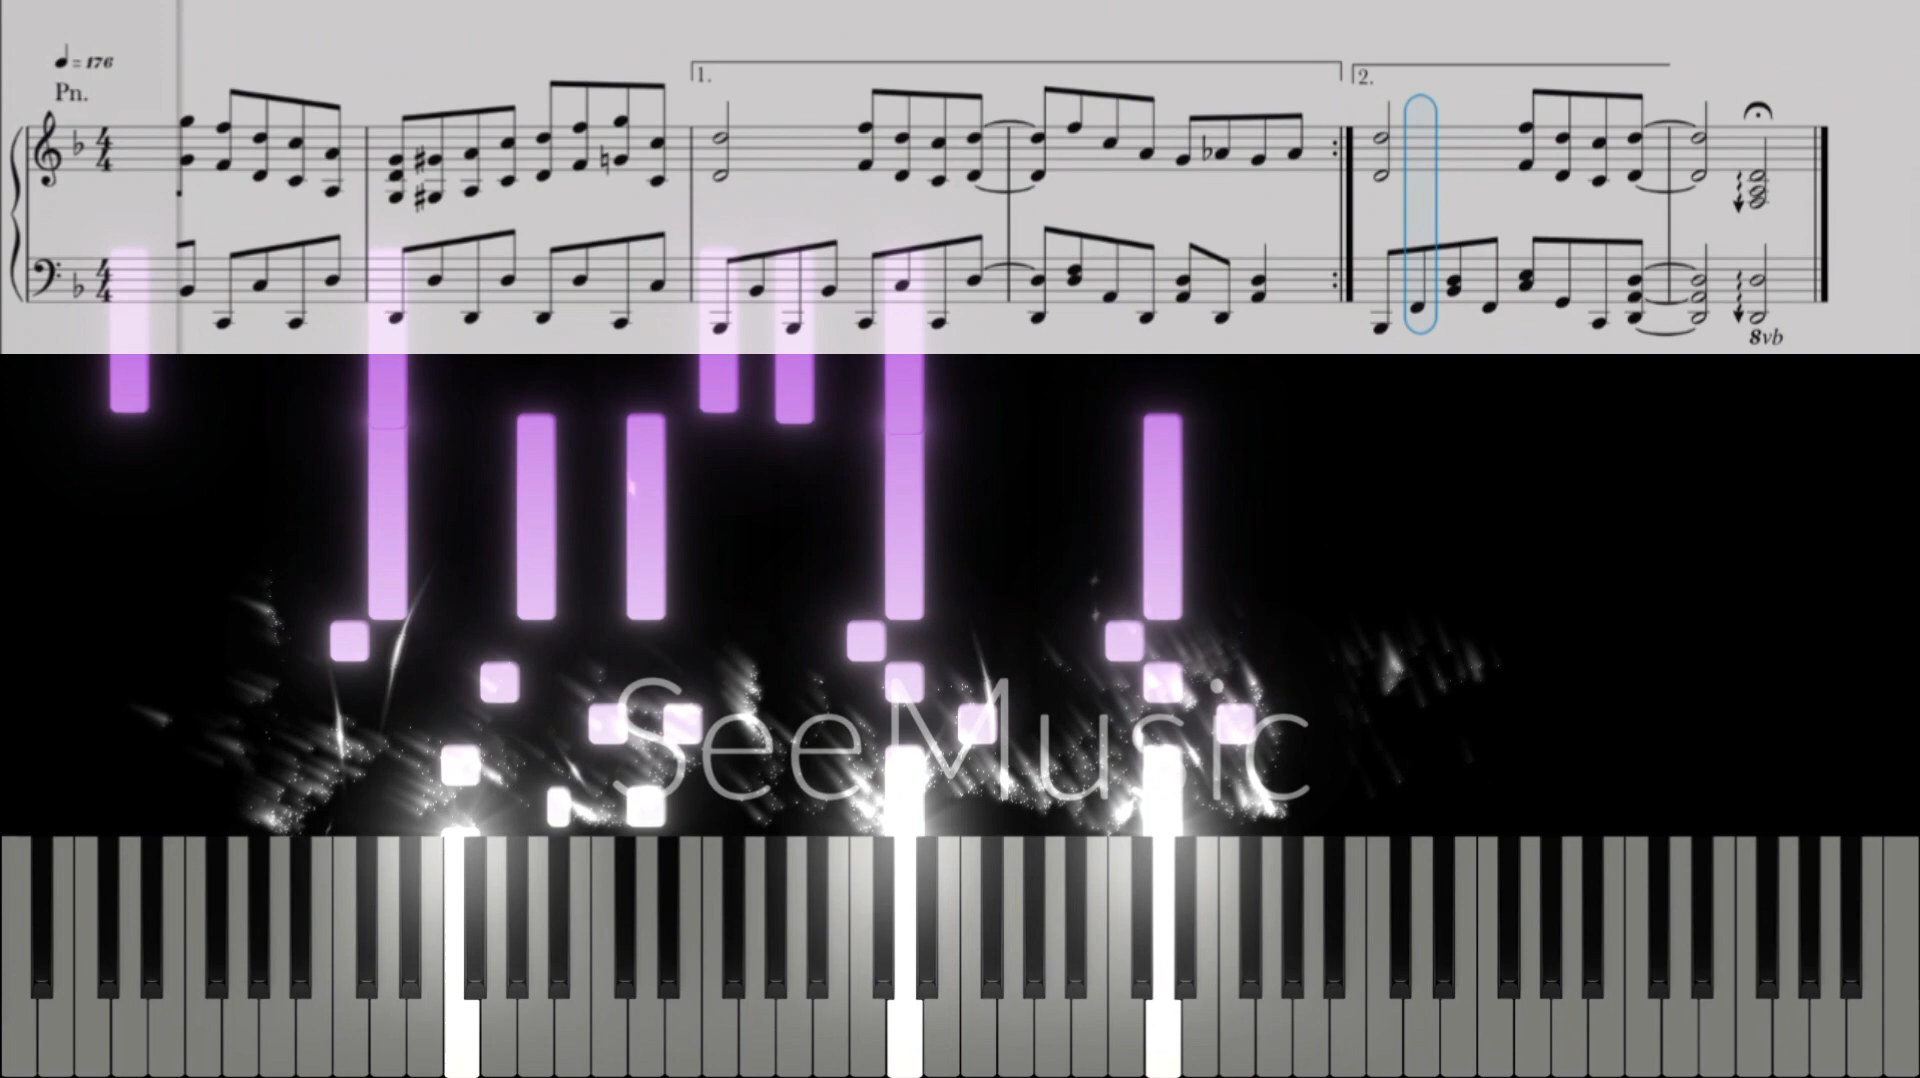 ♩ = 176
Pn.
1.
2.
8vb
SeeMusic